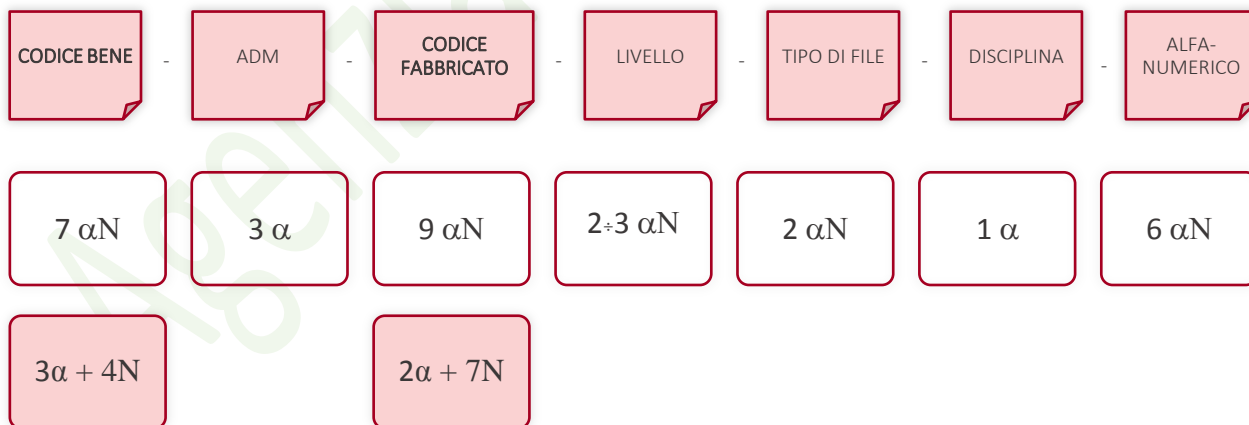 CODICE BENE - ADM - CODICE FABBRICATO - LIVELLO - TIPO DI FILE - DISCIPLINA - ALFA-NUMERICO
7 αN 3 α 9 αN 2÷3 αN 2 αN 1 α 6 αN
3α + 4N 2α + 7N